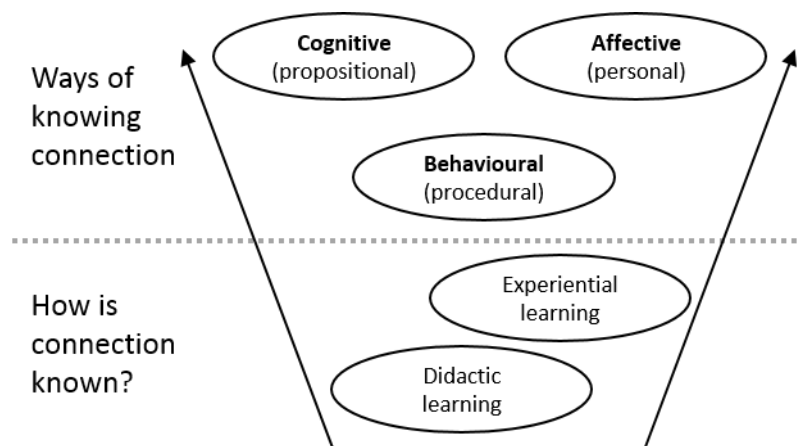 Ways of
knowing
connection
Cognitive
(propositional)
Affective
(personal)
Behavioural
(procedural)
How is
connection
known?
Experiential
learning
Didactic
learning